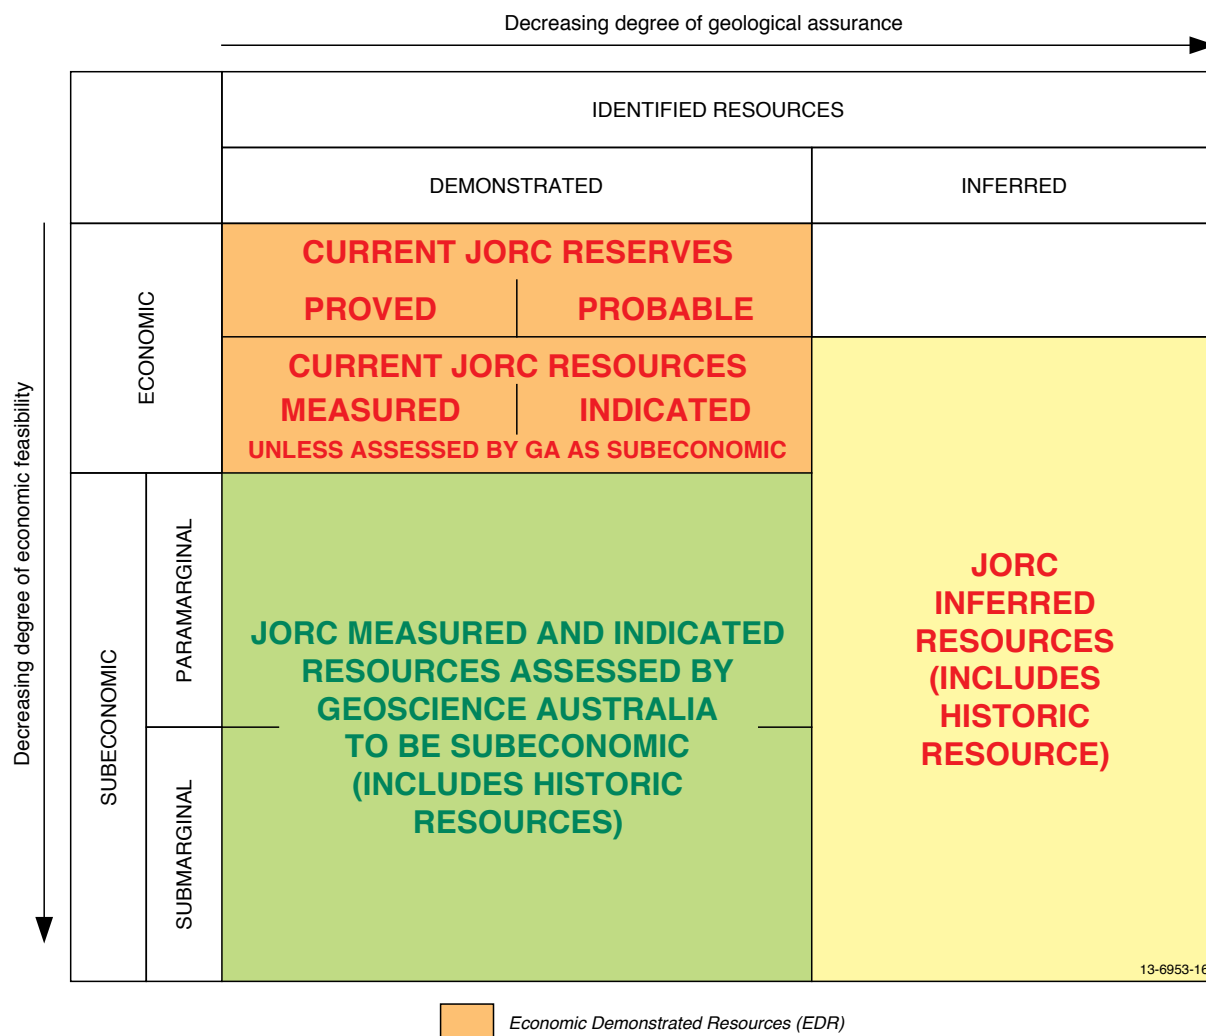 Decreasing degree of geological assurance
IDENTIFIED RESOURCES
DEMONSTRATED
INFERRED
Decreasing degree of economic feasibility
ECONOMIC
CURRENT JORC RESERVES
PROVED
PROBABLE
CURRENT JORC RESOURCES
MEASURED
INDICATED
UNLESS ASSESSED BY GA AS SUBECONOMIC
SUBECONOMIC
PARAMARGINAL
SUBMARGINAL
JORC MEASURED AND INDICATED
RESOURCES ASSESSED BY
GEOSCIENCE AUSTRALIA
TO BE SUBECONOMIC
(INCLUDES HISTORIC
RESOURCES)
JORC
INFERRED
RESOURCES
(INCLUDES
HISTORIC
RESOURCE)
13-6953-16
Economic Demonstrated Resources (EDR)